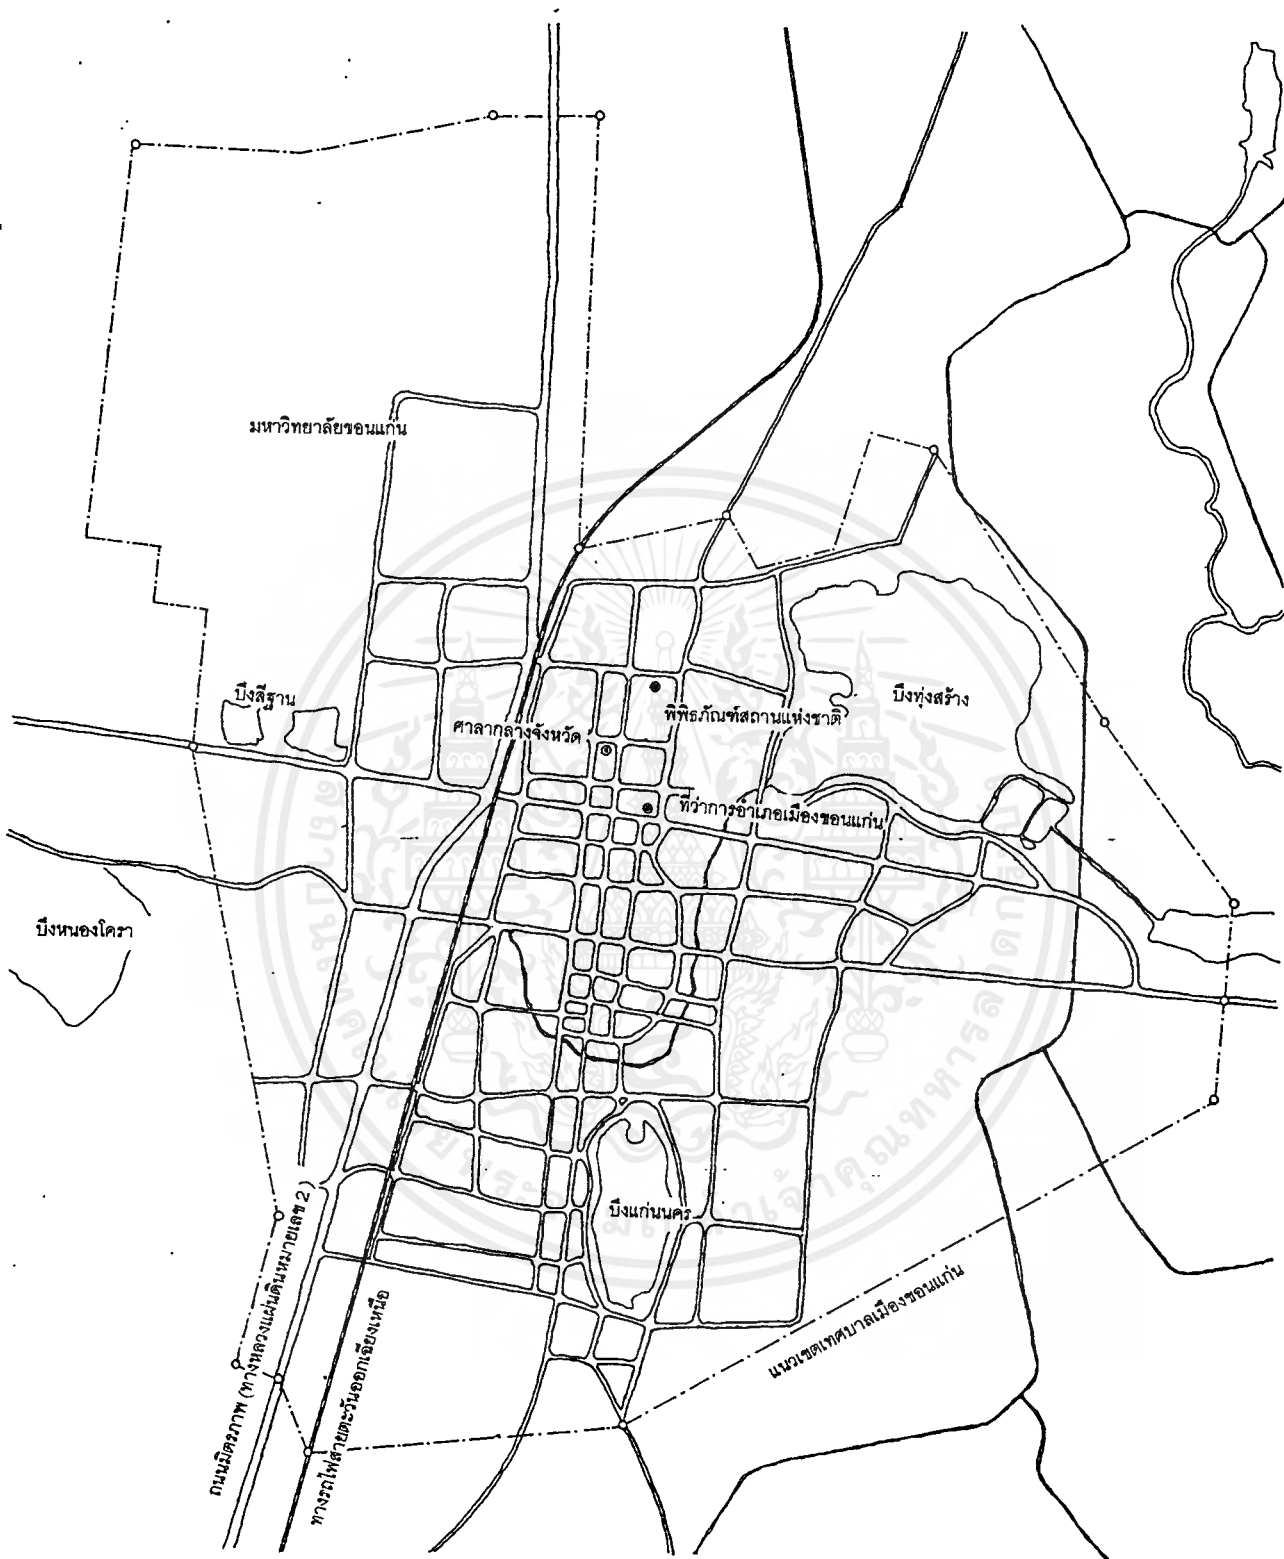 มหาวิทยาลัยขอนแก่น
บึงสีฐาน
ศาลากลางจังหวัด
พิพิธภัณฑ์สถานแห่งชาติ
บึงทุ่งสร้าง
ที่ว่าการอำเภอเมืองขอนแก่น
บึงหนองโครา
บึงแก่นนคร
ถนนมิตรภาพ (ทางหลวงแผ่นดินหมายเลข 2)
ทางรถไฟสายตะวันออกเฉียงเหนือ
แนวเขตเทศบาลเมืองขอนแก่น